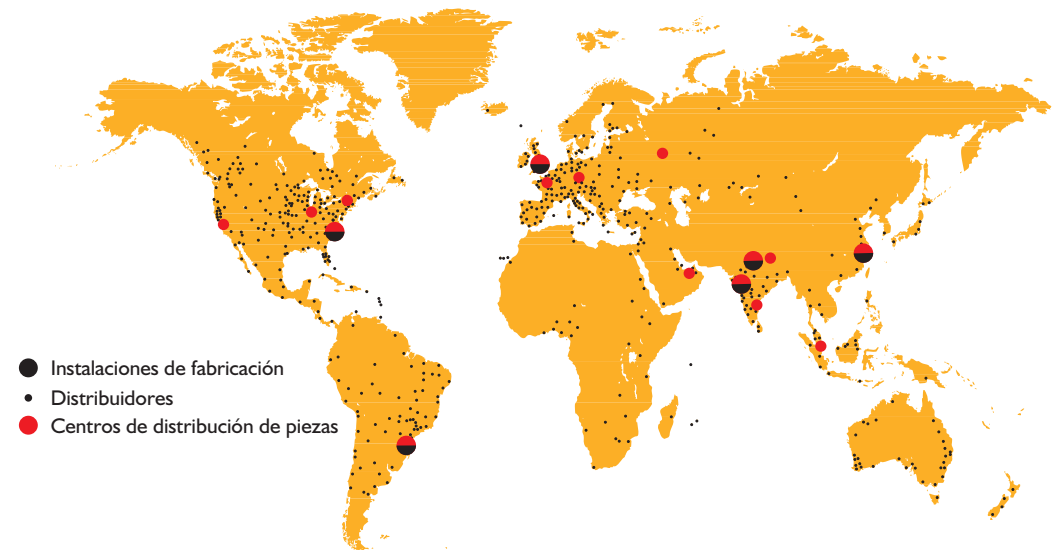 Instalaciones de fabricación
Distribuidores
Centros de distribución de piezas